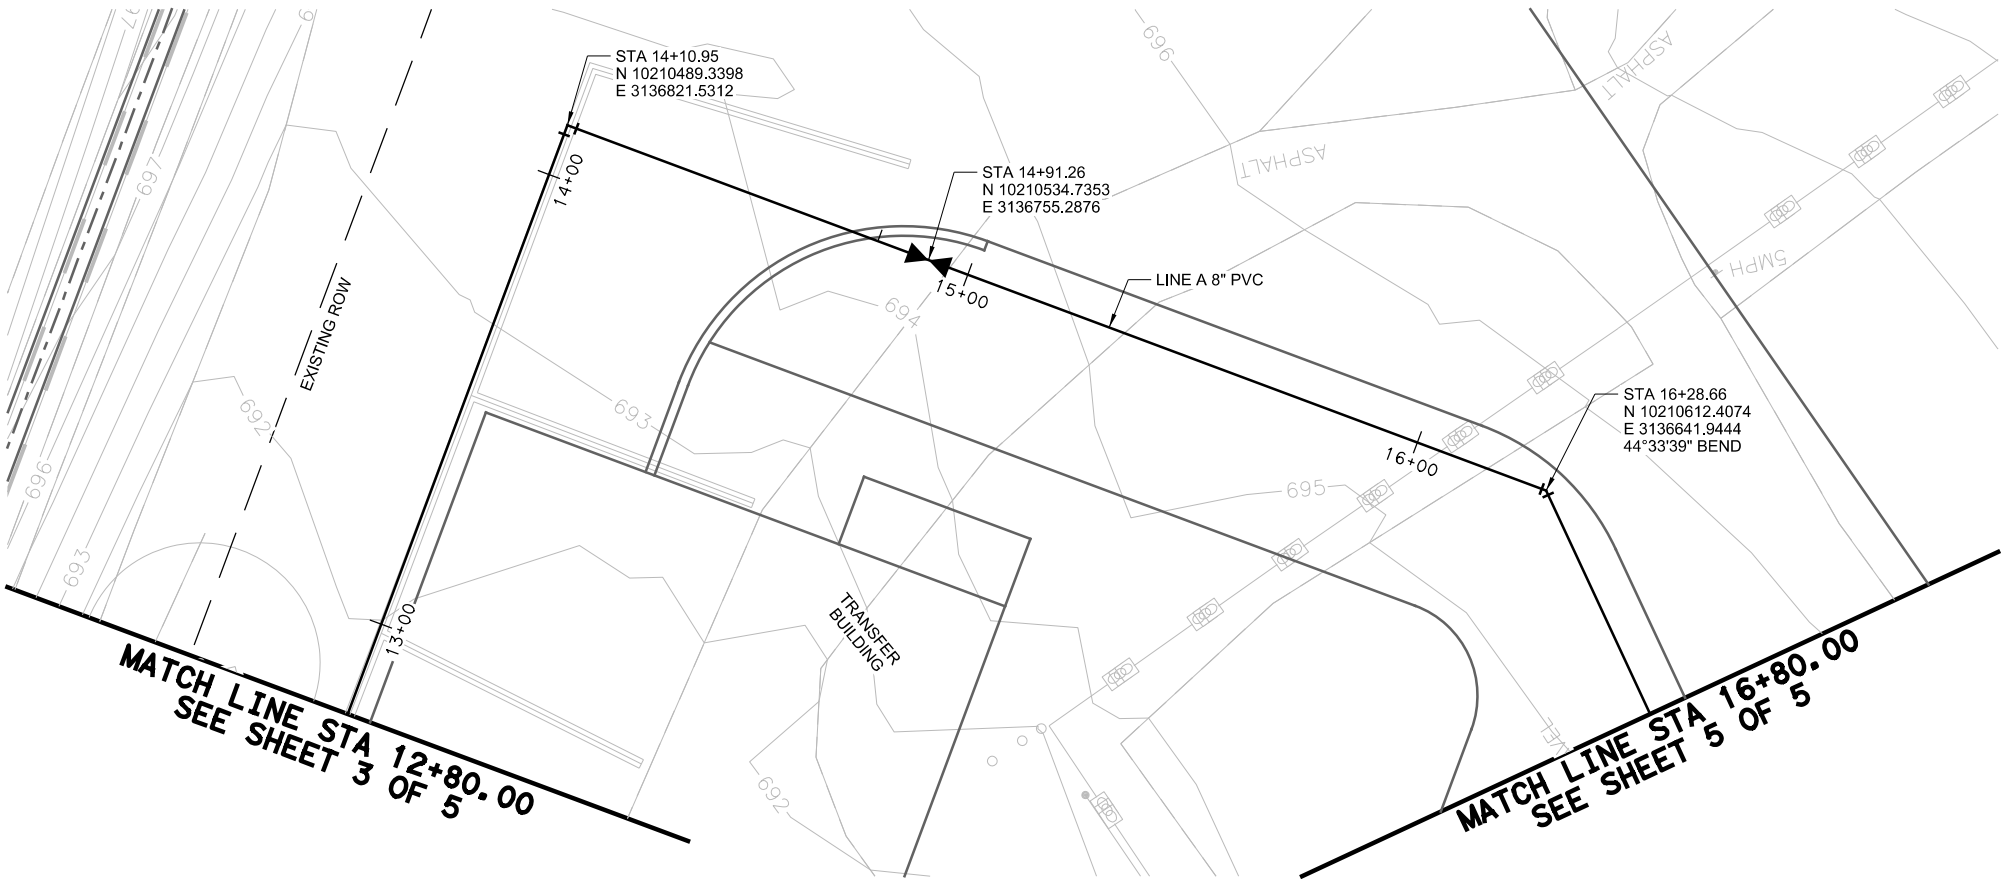 STA 14+10.95
N 10210489.3398
E 3136821.5312
STA 14+91.26
N 10210534.7353
E 3136755.2876
LINE A 8" PVC
STA 16+28.66
N 10210612.4074
E 3136641.9444
44°33'39" BEND
EXISTING ROW
13+00
14+00
15+00
16+00
TRANSFER
BUILDING
ASPHALT
ASPHALT
5MPH
697
696
693
692
693
694
695
696
692
MATCH LINE STA 12+80.00
SEE SHEET 3 OF 5
MATCH LINE STA 16+80.00
SEE SHEET 5 OF 5